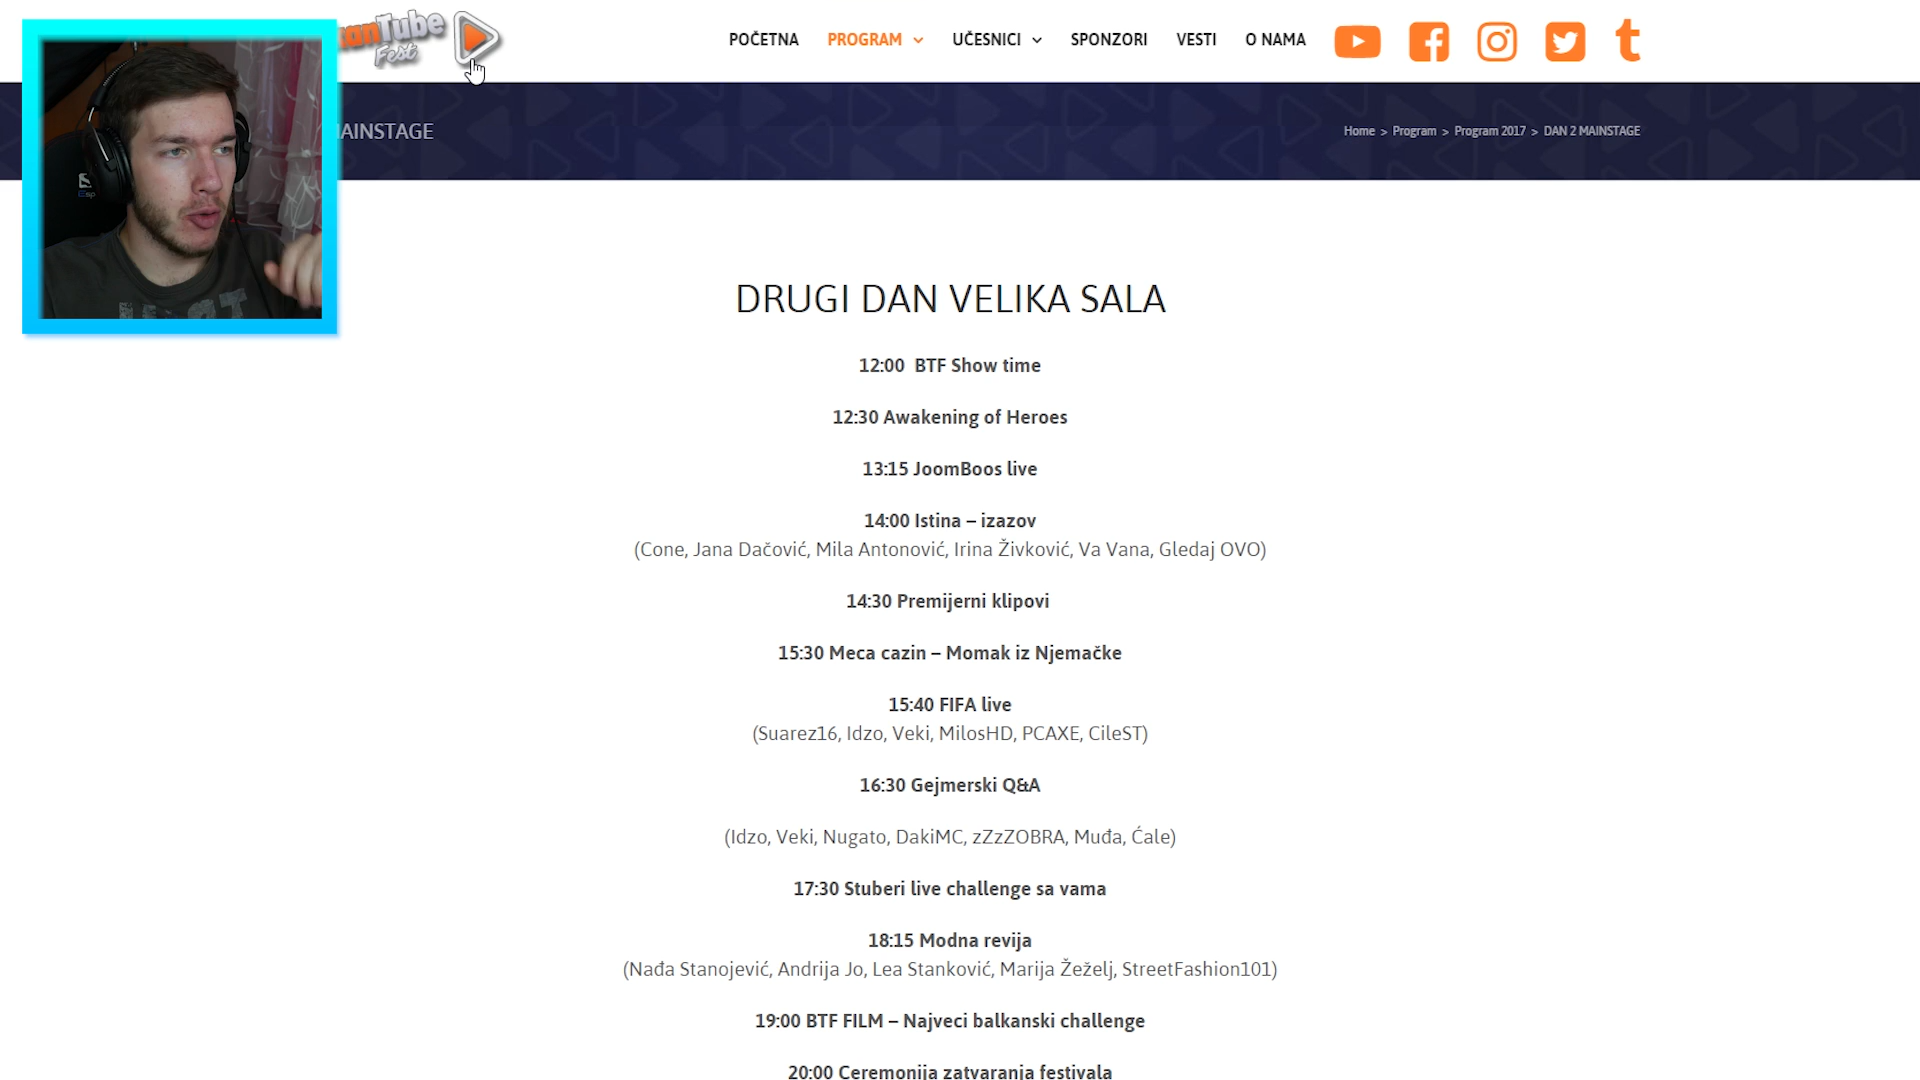 Tube
Fest
POČETNA PROGRAM UČESNICI SPONZORI VESTI O NAMA
MAINSTAGE
Home > Program > Program 2017 > DAN 2 MAINSTAGE
DRUGI DAN VELIKA SALA
12:00 BTF Show time
12:30 Awakening of Heroes
13:15 JoomBoos live
14:00 Istina – izazov
(Cone, Jana Dačović, Mila Antonović, Irina Živković, Va Vana, Gledaj OVO)
14:30 Premijerni klipovi
15:30 Meca cazin – Momak iz Njemačke
15:40 FIFA live
(Suarez16, Idzo, Veki, MilosHD, PCAXE, CileST)
16:30 Gejmerski Q&A
(Idzo, Veki, Nugato, DakiMC, zZzZOBRA, Muđa, Ćale)
17:30 Stuberi live challenge sa vama
18:15 Modna revija
(Nađa Stanojević, Andrija Jo, Lea Stanković, Marija Žeželj, StreetFashion101)
19:00 BTF FILM – Najveci balkanski challenge
20:00 Ceremonija zatvaranja festivala